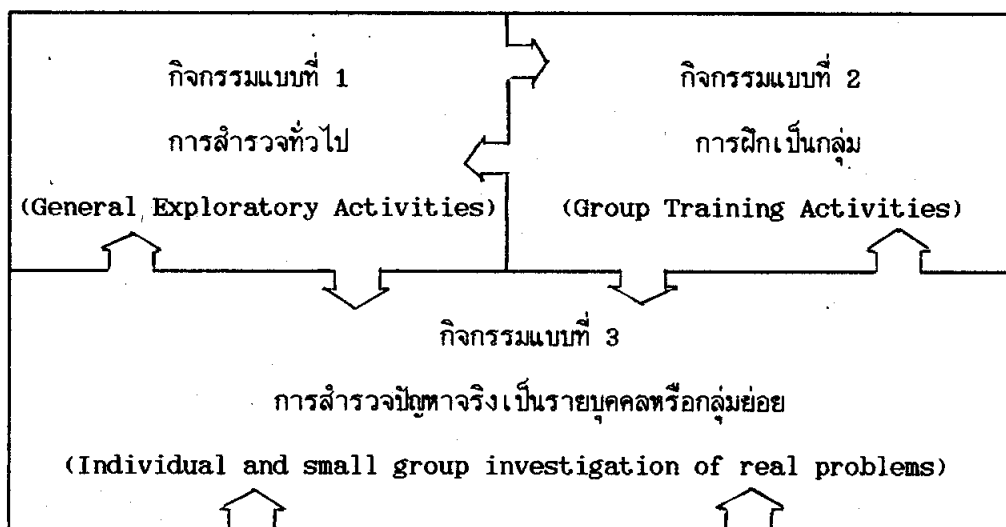 กิจกรรมแบบที่ 1
การสำรวจทั่วไป
(General Exploratory Activities)
กิจกรรมแบบที่ 2
การฝึกเป็นกลุ่ม
(Group Training Activities)
กิจกรรมแบบที่ 3
การสำรวจปัญหาจริงเป็นรายบุคคลหรือกลุ่มย่อย
(Individual and small group investigation of real problems)